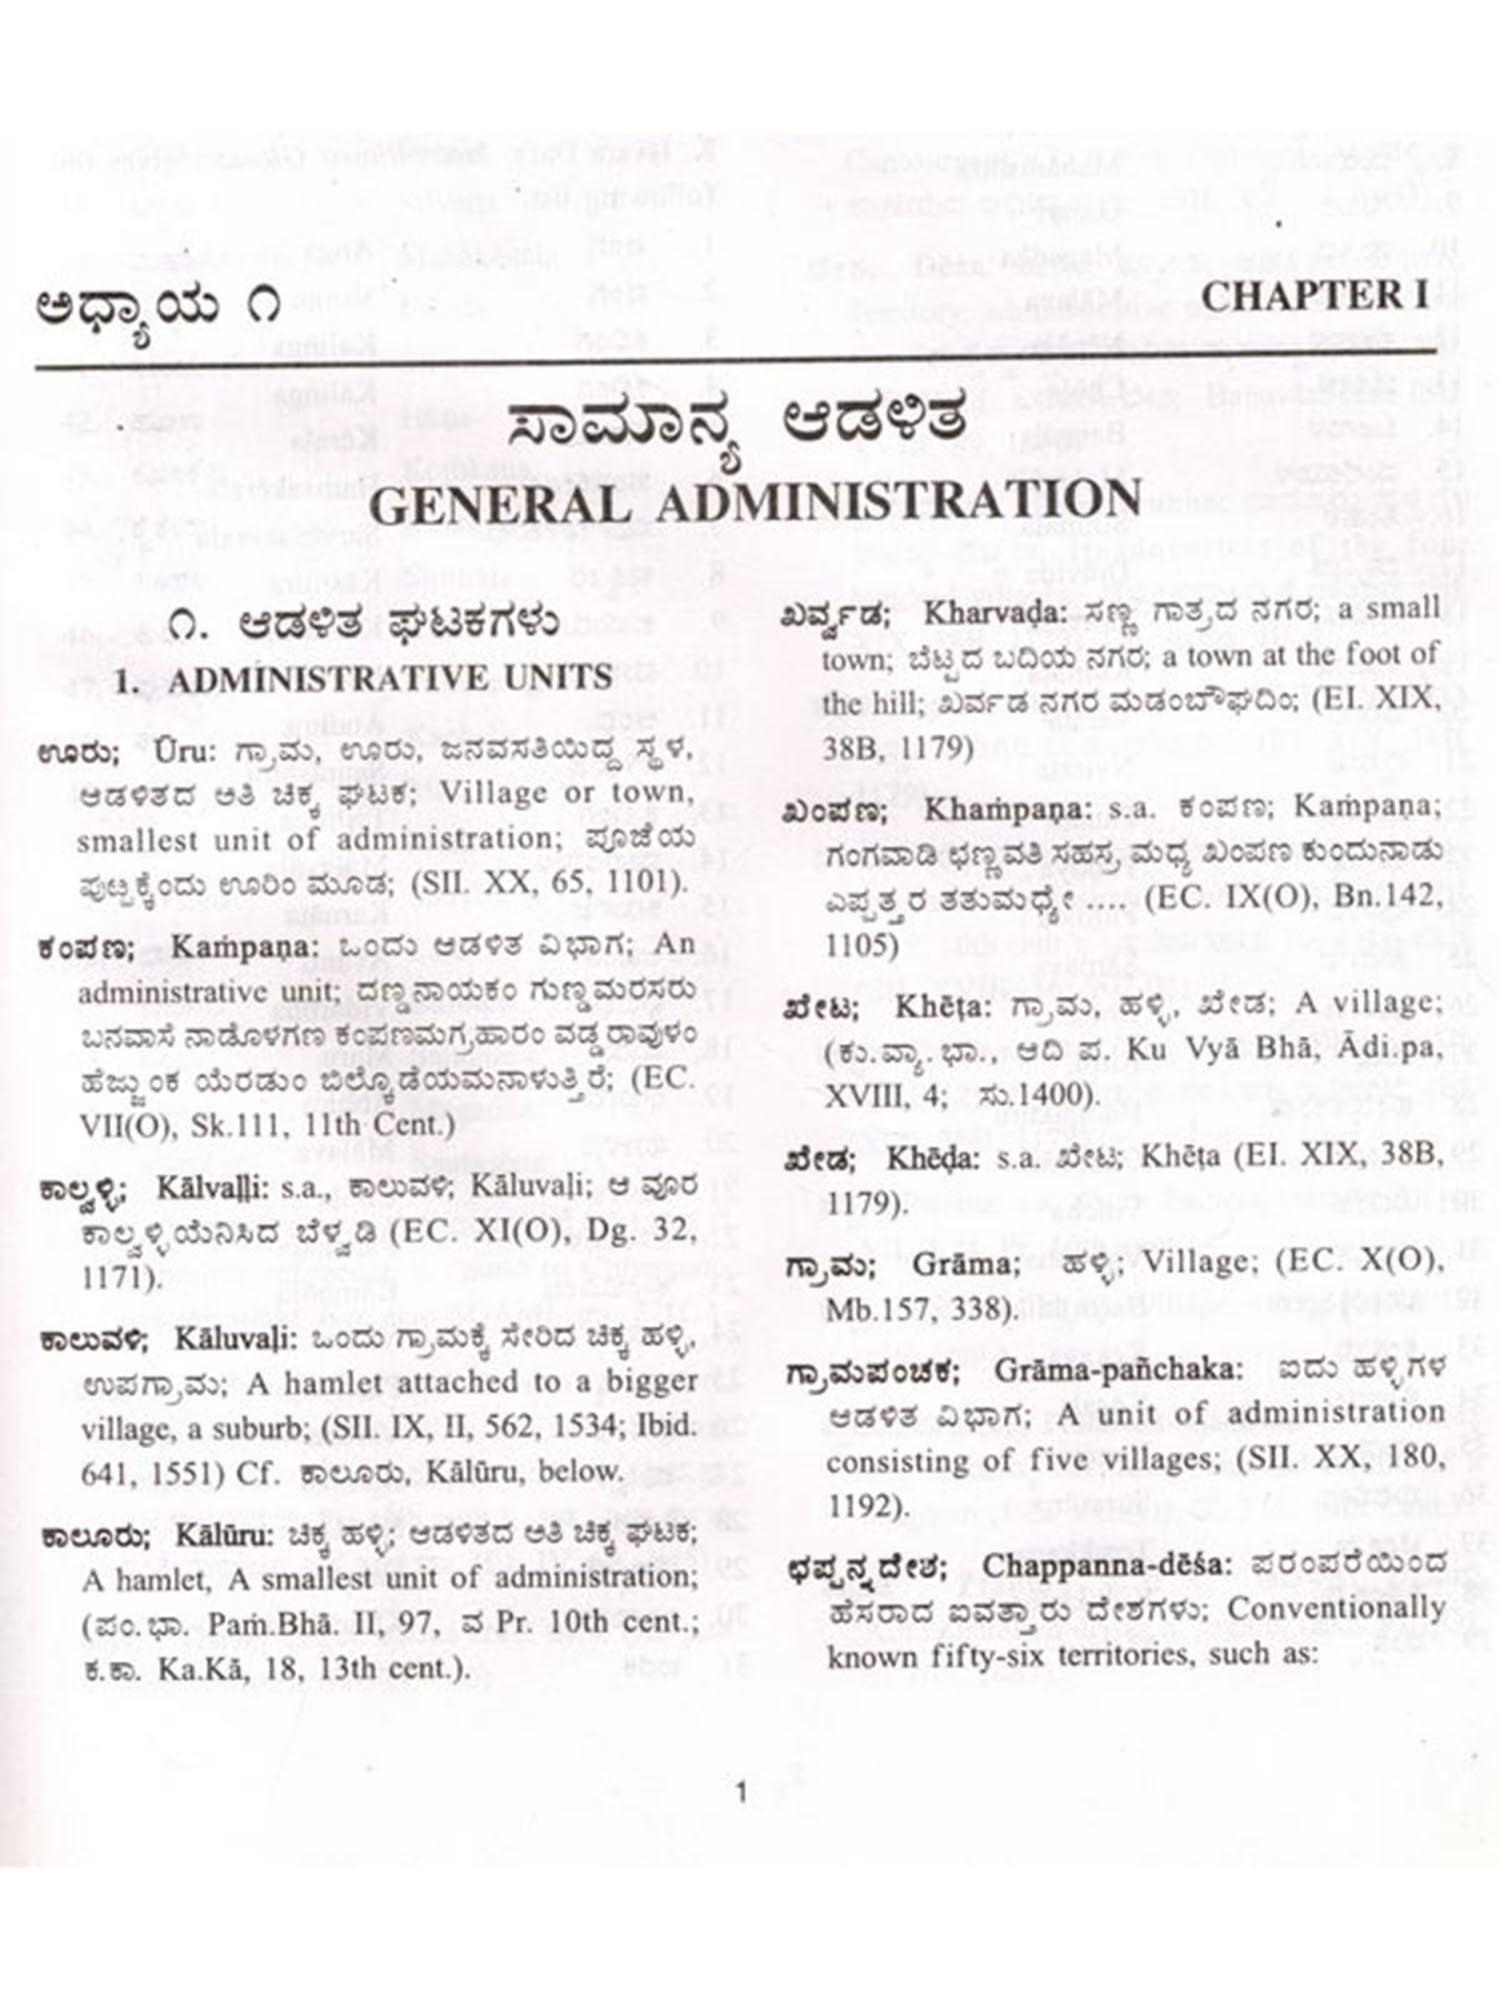 ಅಧ್ಯಾಯ ೧
CHAPTER I
ಸಾಮಾನ್ಯ ಆಡಳಿತ
GENERAL ADMINISTRATION
೧. ಆಡಳಿತ ಘಟಕಗಳು
1. ADMINISTRATIVE UNITS
ಊರು; Ūru: ಗ್ರಾಮ, ಊರು, ಜನವಸತಿಯಿದ್ದ ಸ್ಥಳ,
ಆಡಳಿತದ ಅತಿ ಚಿಕ್ಕ ಘಟಕ; Village or town,
smallest unit of administration; ಪೂಜೆಯ
ಪುಟ್ಟಕ್ಕೆಂದು ಊರಿಂ ಮೂಡ; (SII. XX, 65, 1101).
ಕಂಪಣ; Kaṁpaṇa: ಒಂದು ಆಡಳಿತ ವಿಭಾಗ; An
administrative unit; ದಣ್ಡನಾಯಕಂ ಗುಣ್ಡಮರಸರು
ಬನವಾಸೆ ನಾಡೊಳಗಣ ಕಂಪಣಮಗ್ರಹಾರಂ ವಡ್ಡರಾವುಳಂ
ಹೆಜ್ಜುಂಕ ಯೆರಡುಂ ಬಿಲ್ಕೊಡೆಯಮನಾಳುತ್ತಿರೆ; (EC.
VII(O), Sk.111, 11th Cent.)
ಕಾಲ್ವಳ್ಳಿ; Kālvaḷḷi: s.a., ಕಾಲುವಳಿ; Kāluvaḷi; ಆ ವೂರ
ಕಾಲ್ವಳ್ಳಿಯೆನಿಸಿದ ಬೆಳ್ವಡಿ (EC. XI(O), Dg. 32,
1171).
ಕಾಲುವಳಿ; Kāluvaḷi: ಒಂದು ಗ್ರಾಮಕ್ಕೆ ಸೇರಿದ ಚಿಕ್ಕ ಹಳ್ಳಿ,
ಉಪಗ್ರಾಮ; A hamlet attached to a bigger
village, a suburb; (SII. IX, II, 562, 1534; Ibid.
641, 1551) Cf. ಕಾಲೂರು, Kālūru, below.
ಕಾಲೂರು; Kālūru: ಚಿಕ್ಕ ಹಳ್ಳಿ; ಆಡಳಿತದ ಅತಿ ಚಿಕ್ಕ ಘಟಕ;
A hamlet, A smallest unit of administration;
(ಪಂ.ಭಾ. Paṁ.Bhā. II, 97, ವ Pr. 10th cent.;
ಕ.ಕಾ. Ka.Kā, 18, 13th cent.).
ಖರ್ವ್ವಡ; Kharvaḍa: ಸಣ್ಣ ಗಾತ್ರದ ನಗರ; a small
town; ಬೆಟ್ಟದ ಬದಿಯ ನಗರ; a town at the foot of
the hill; ಖರ್ವಡ ನಗರ ಮಡಂಬೌಘದಿಂ; (EI. XIX,
38B, 1179)
ಖಂಪಣ; Khaṁpaṇa: s.a. ಕಂಪಣ; Kaṁpaṇa;
ಗಂಗವಾಡಿ ಛಣ್ಣವತಿ ಸಹಸ್ರ ಮಧ್ಯ ಖಂಪಣ ಕುಂದುನಾಡು
ಎಪ್ಪತ್ತರ ತತುಮಧ್ಯೇ ..... (EC. IX(O), Bn.142,
1105)
ಖೇಟ; Khēṭa: ಗ್ರಾಮ, ಹಳ್ಳಿ, ಖೇಡ; A village;
(ಕು.ವ್ಯಾ.ಭಾ., ಆದಿ ಪ. Ku Vyā Bhā, Ādi.pa,
XVIII, 4; ಸು.1400).
ಖೇಡ; Khēḍa: s.a. ಖೇಟ; Khēṭa (EI. XIX, 38B,
1179).
ಗ್ರಾಮ; Grāma; ಹಳ್ಳಿ; Village; (EC. X(O),
Mb.157, 338).
ಗ್ರಾಮಪಂಚಕ; Grāma-pañchaka: ಐದು ಹಳ್ಳಿಗಳ
ಆಡಳಿತ ವಿಭಾಗ; A unit of administration
consisting of five villages; (SII. XX, 180,
1192).
ಛಪ್ಪನ್ನದೇಶ; Chappanna-dēśa: ಪರಂಪರೆಯಿಂದ
ಹೆಸರಾದ ಐವತ್ತಾರು ದೇಶಗಳು; Conventionally
known fifty-six territories, such as:
1